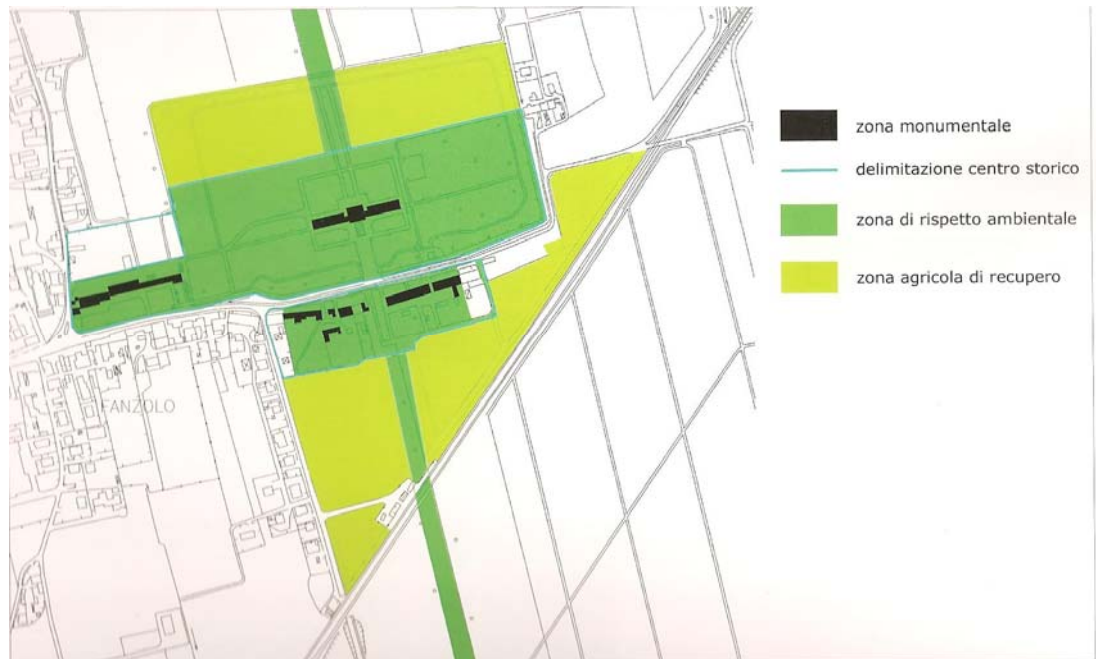 zona monumentale
delimitazione centro storico
zona di rispetto ambientale
zona agricola di recupero
FANZOLO